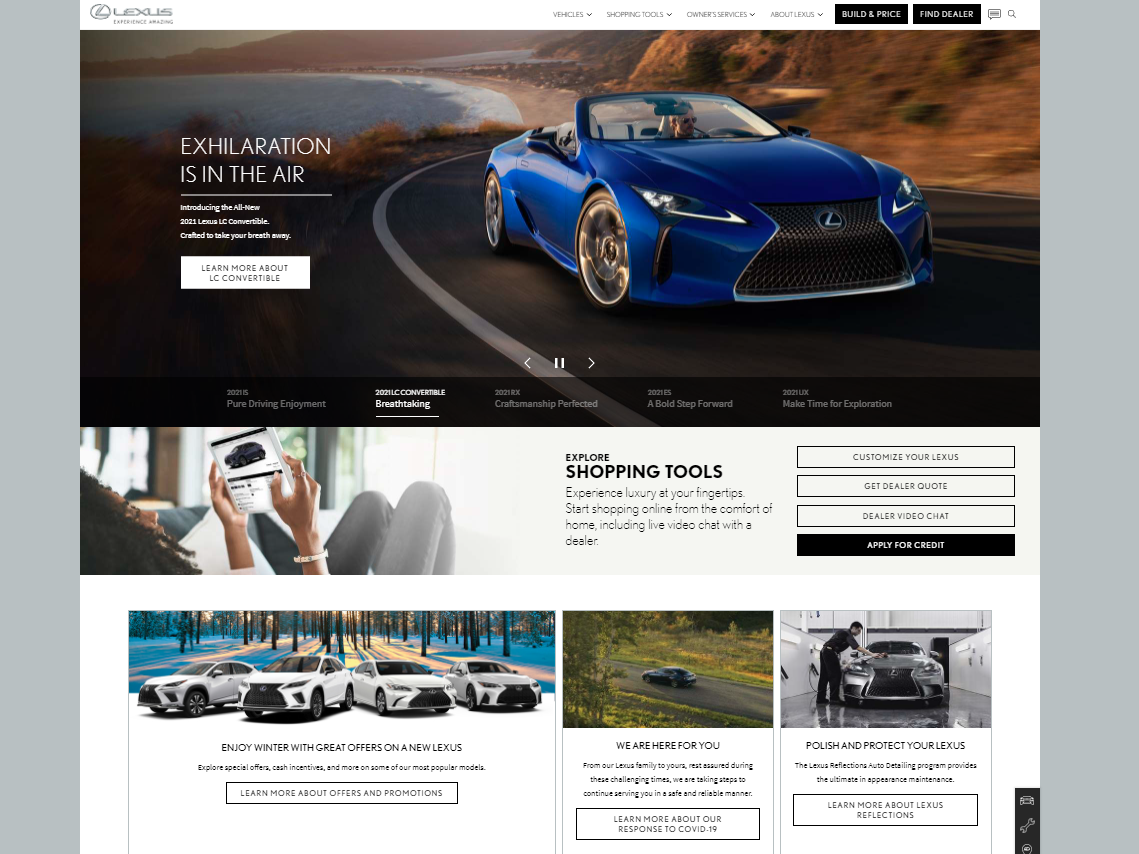 LEXUS
EXPERIENCE AMAZING
VEHICLES
SHOPPING TOOLS
OWNER'S SERVICES
ABOUT LEXUS
BUILD & PRICE
FIND DEALER
EXHILARATION
IS IN THE AIR
Introducing the All-New
2021 Lexus LC Convertible.
Crafted to take your breath away.
LEARN MORE ABOUT
LC CONVERTIBLE
2021 IS
Pure Driving Enjoyment
2021 LC CONVERTIBLE
Breathtaking
2021 RX
Craftsmanship Perfected
2021 ES
A Bold Step Forward
2021 UX
Make Time for Exploration
EXPLORE
SHOPPING TOOLS
Experience luxury at your fingertips.
Start shopping online from the comfort of
home, including live video chat with a
dealer.
CUSTOMIZE YOUR LEXUS
GET DEALER QUOTE
DEALER VIDEO CHAT
APPLY FOR CREDIT
ENJOY WINTER WITH GREAT OFFERS ON A NEW LEXUS
Explore special offers, cash incentives, and more on some of our most popular models.
LEARN MORE ABOUT OFFERS AND PROMOTIONS
WE ARE HERE FOR YOU
From our Lexus family to yours, rest assured during
these challenging times, we are taking steps to
continue serving you in a safe and reliable manner.
LEARN MORE ABOUT OUR
RESPONSE TO COVID-19
POLISH AND PROTECT YOUR LEXUS
The Lexus Reflections Auto Detailing program provides
the ultimate in appearance maintenance.
LEARN MORE ABOUT LEXUS
REFLECTIONS